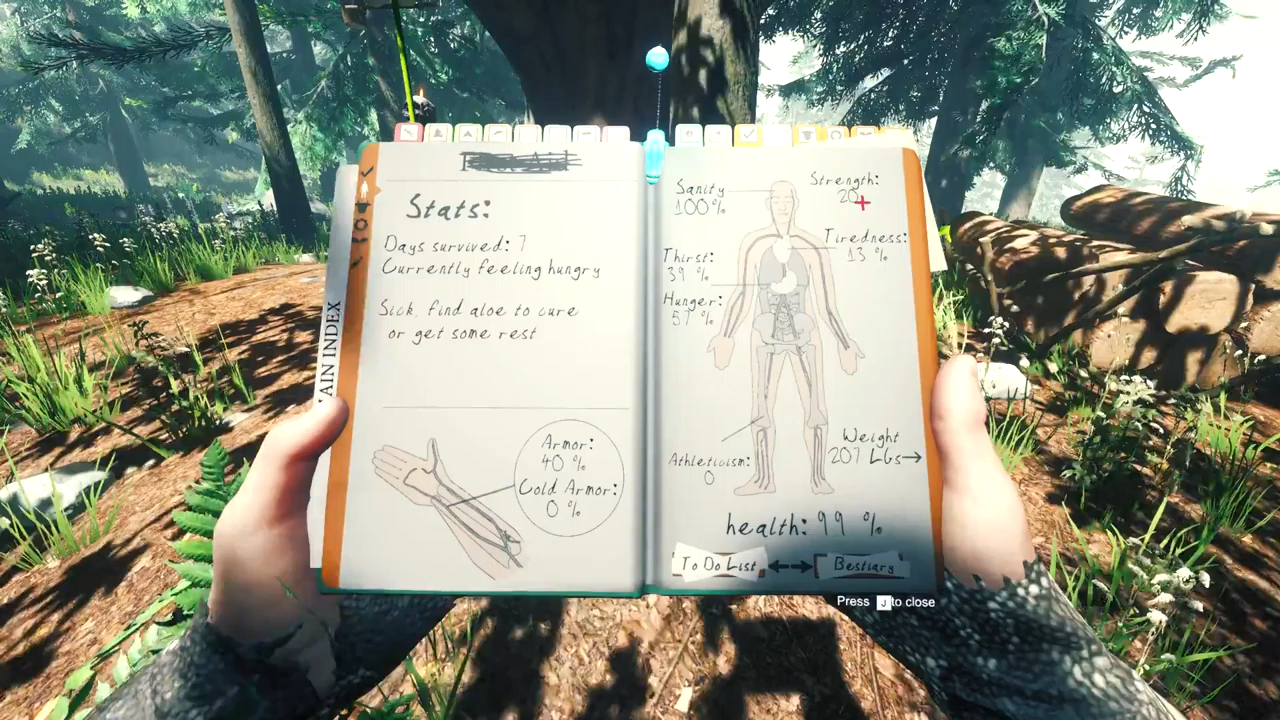 Stats:
Days survived: 7
Currently feeling hungry
Sick, find aloe to cure
or get some rest
Armor:
40 %
Cold Armor:
0 %
Sanity
100 %
Strength:
20
Tiredness:
13 %
Thirst:
39 %
Hunger:
57 %
Athleticism:
0
Weight
207 LBs
health: 99 %
To Do List
Bestiary
Press J to close